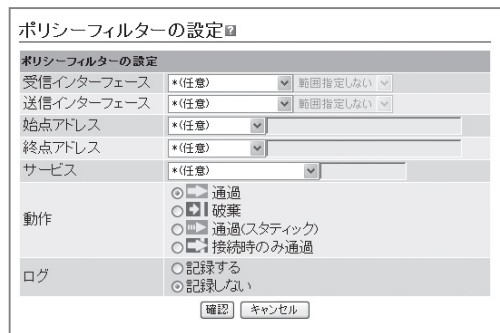 ポリシーフィルターの設定?
ポリシーフィルターの設定
受信インターフェース *(任意) 範囲指定しない
送信インターフェース *(任意) 範囲指定しない
始点アドレス *(任意)
終点アドレス *(任意)
サービス *(任意)
動作
通過
破棄
通過(スタティック)
接続時のみ通過
ログ
記録する
記録しない
確認 キャンセル